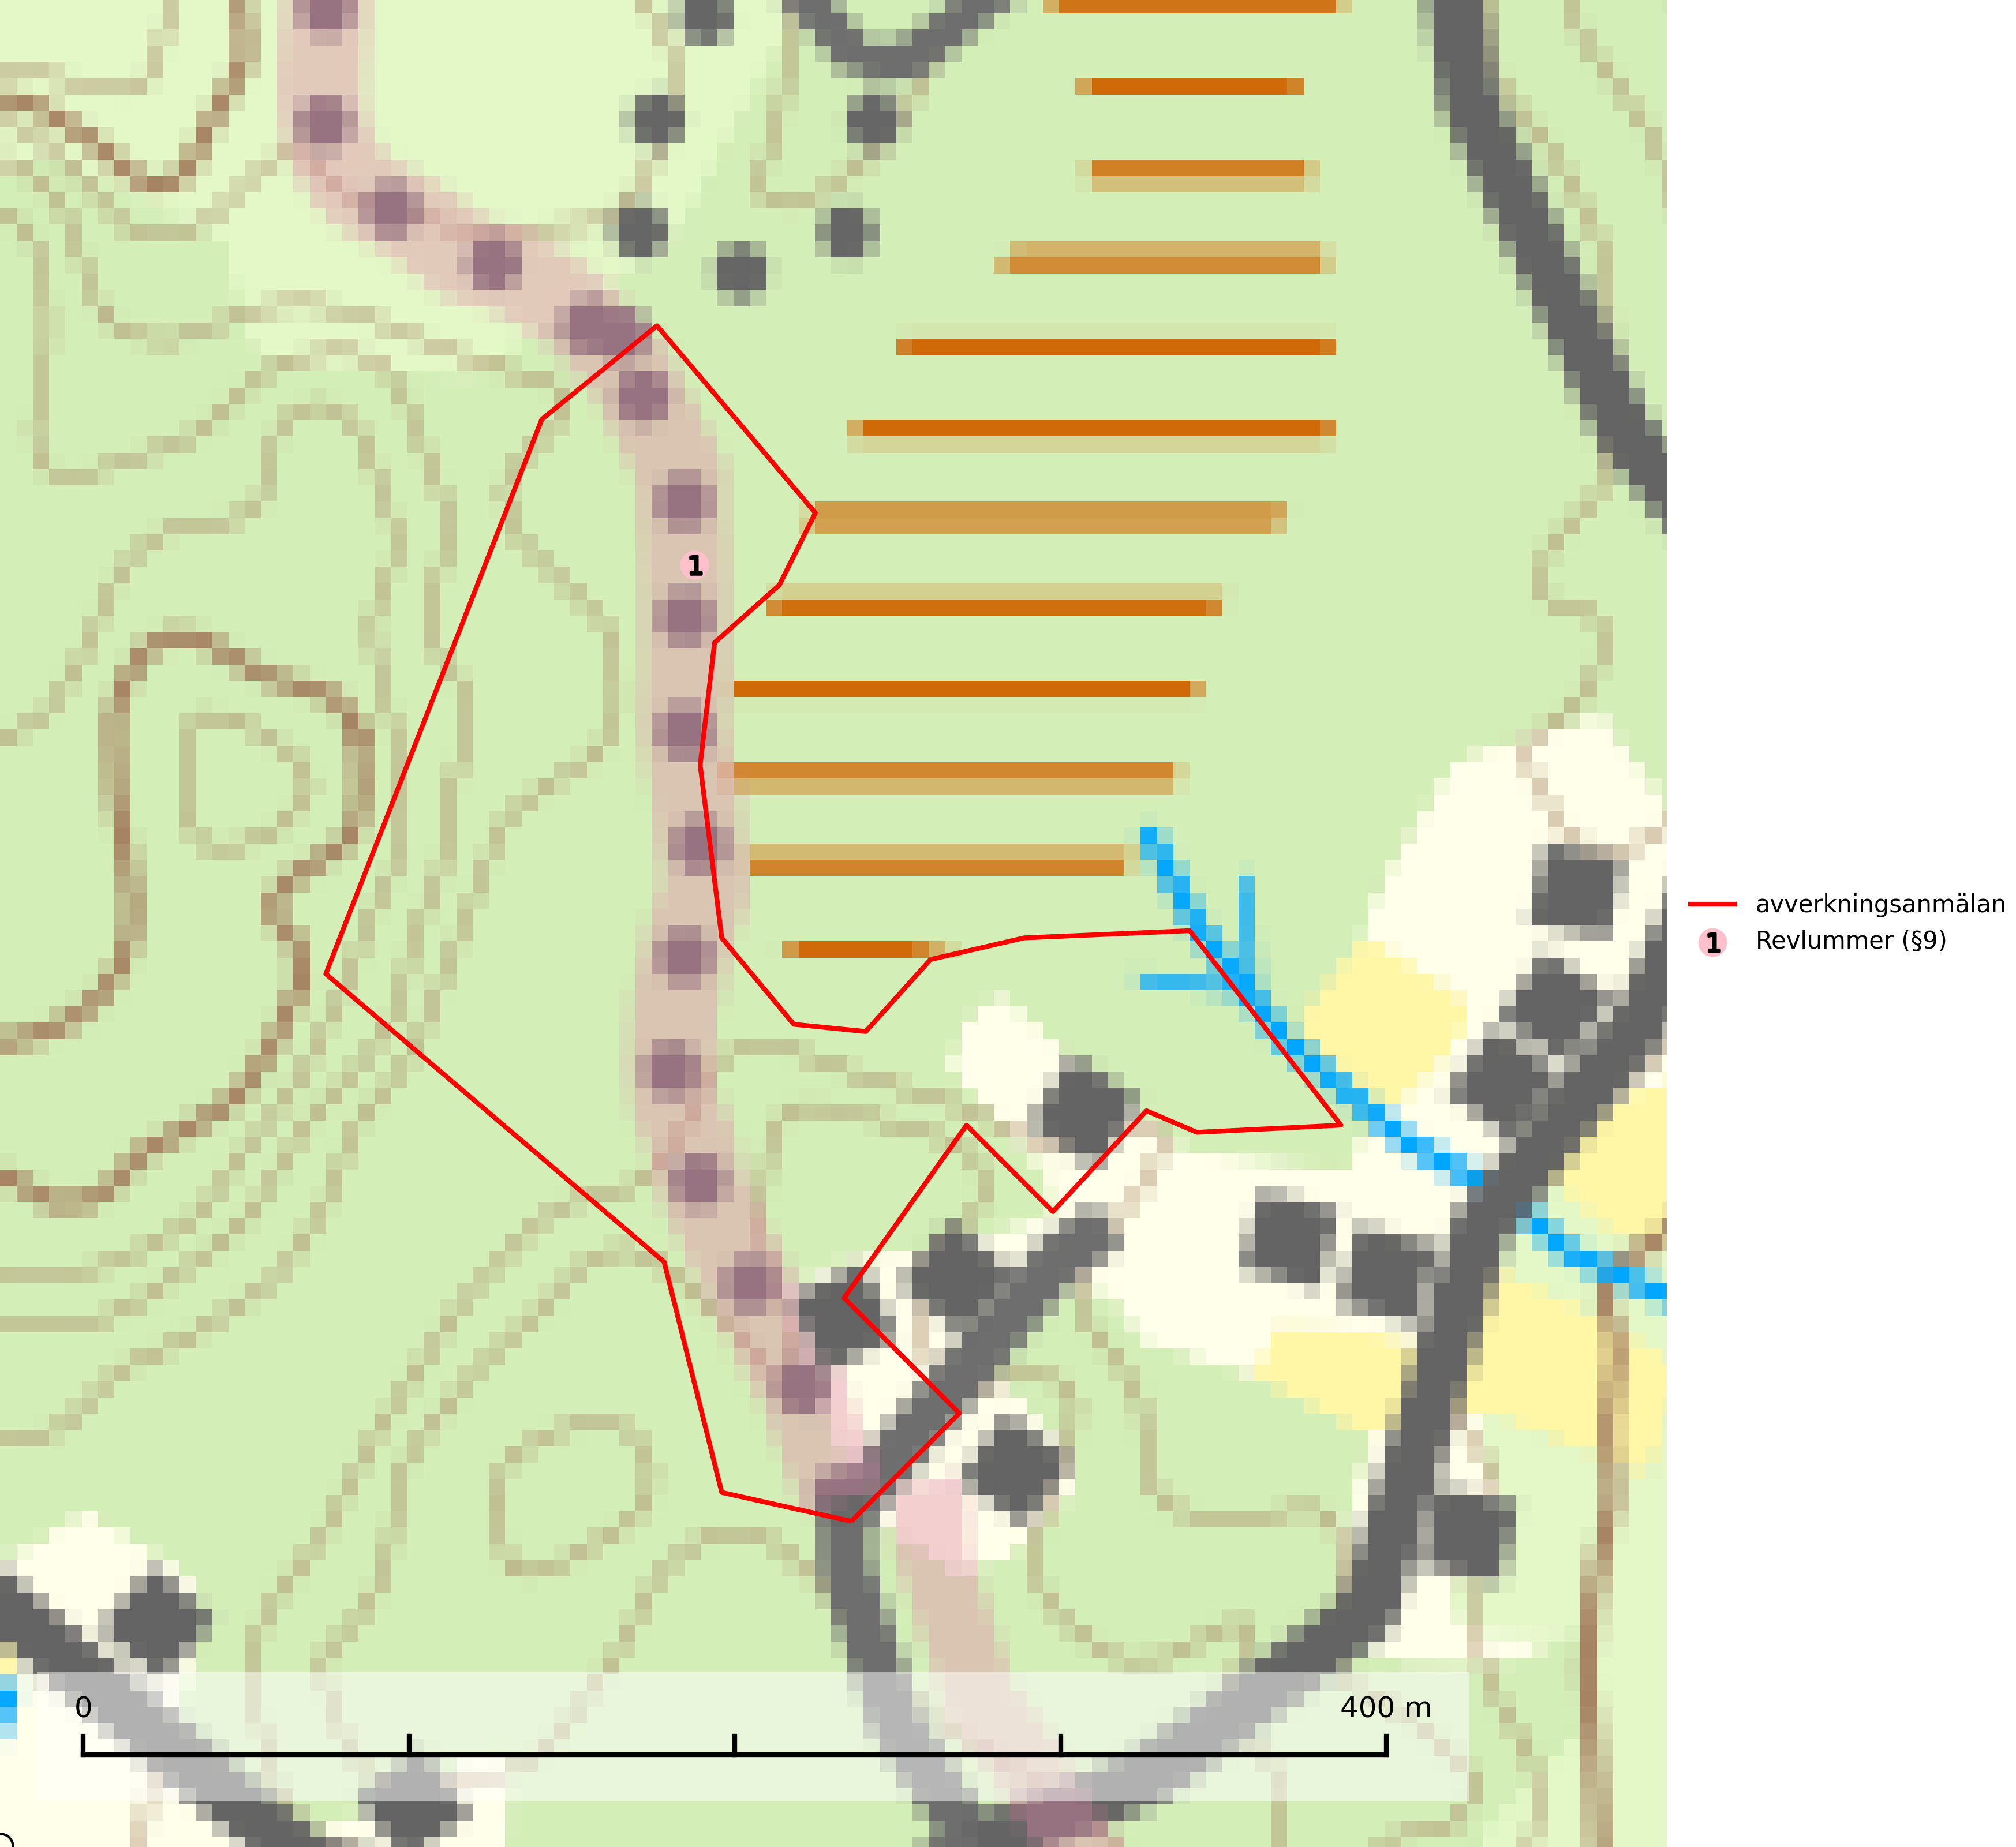 1
avverkningsanmälan
1 Revlummer (§9)
0 400 m